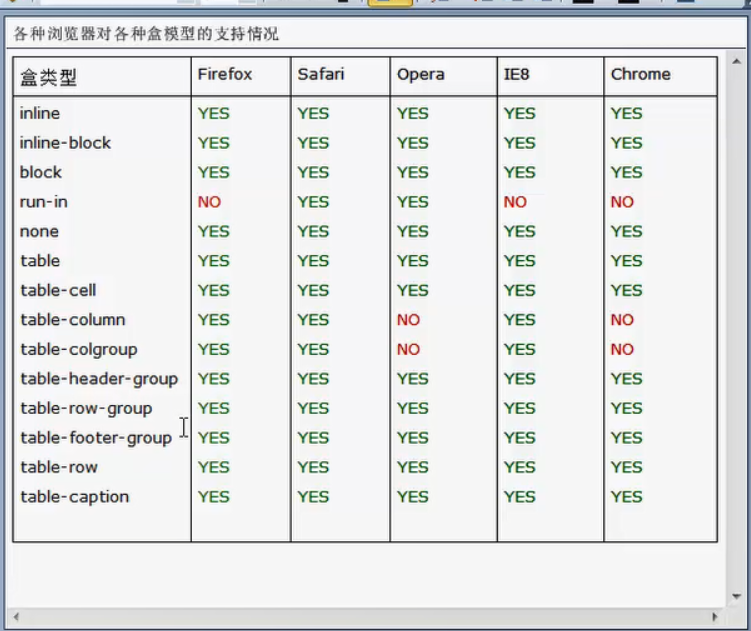 各种浏览器对各种盒模型的支持情况
盒类型 Firefox Safari Opera IE8 Chrome
inline YES YES YES YES YES
inline-block YES YES YES YES YES
block YES YES YES YES YES
run-in NO YES YES NO NO
none YES YES YES YES YES
table YES YES YES YES YES
table-cell YES YES YES YES YES
table-column YES YES NO YES NO
table-colgroup YES YES NO YES NO
table-header-group YES YES YES YES YES
table-row-group YES YES YES YES YES
table-footer-group YES YES YES YES YES
table-row YES YES YES YES YES
table-caption YES YES YES YES YES